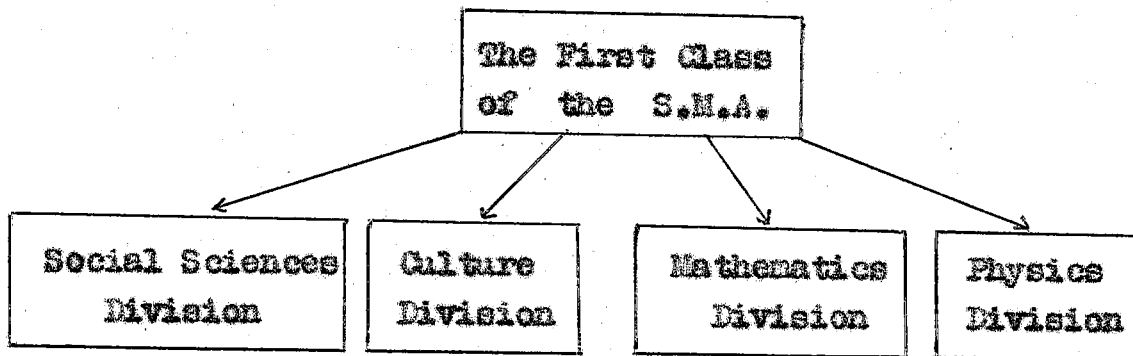 The First Class
of the S.M.A.
Social Sciences
Division
Culture
Division
Mathematics
Division
Physics
Division